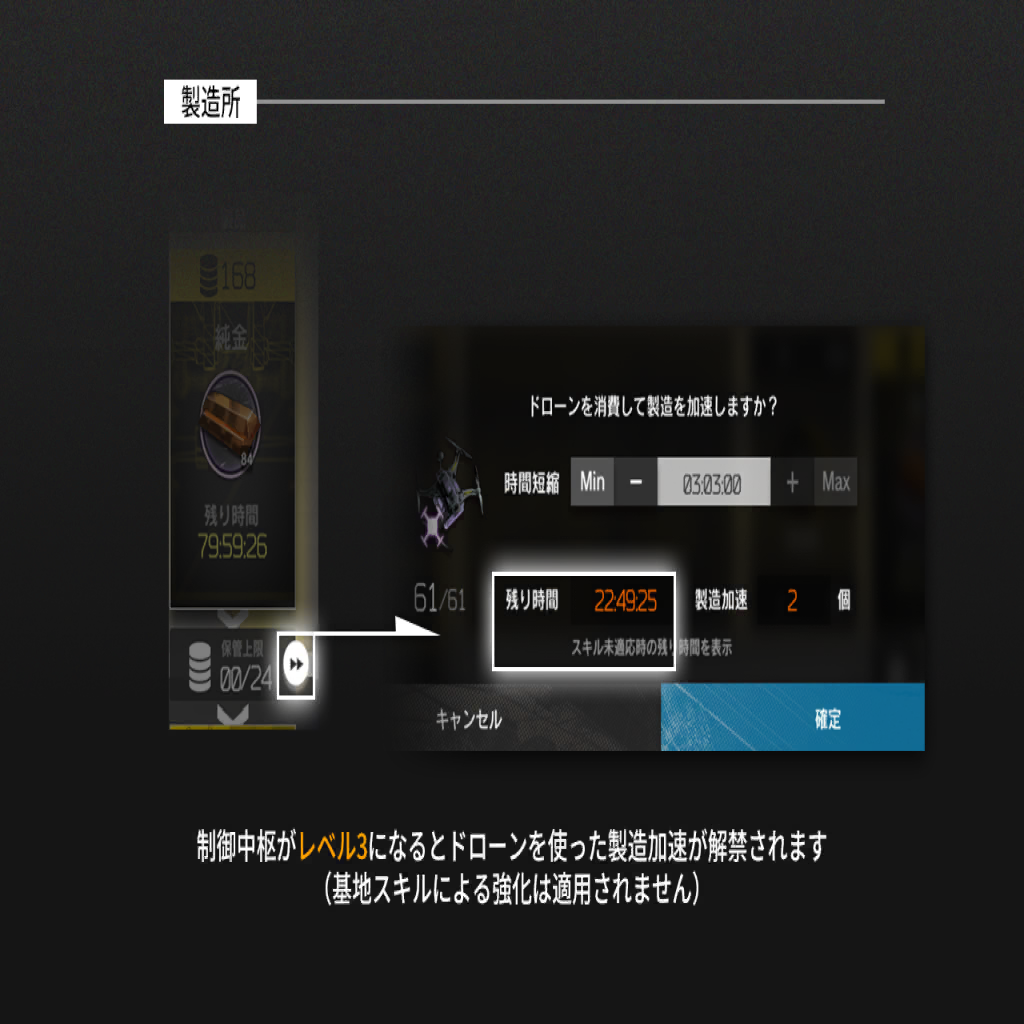 製造所
168
純金
84
残り時間
79:59:26
保管上限
00/24
ドローンを消費して製造を加速しますか？
時間短縮 Min − 03:03:00 + Max
61/61 残り時間 22:49:25 製造加速 2 個
スキル未適応時の残り時間を表示
キャンセル 確定
制御中枢がレベル3になるとドローンを使った製造加速が解禁されます
（基地スキルによる強化は適用されません）